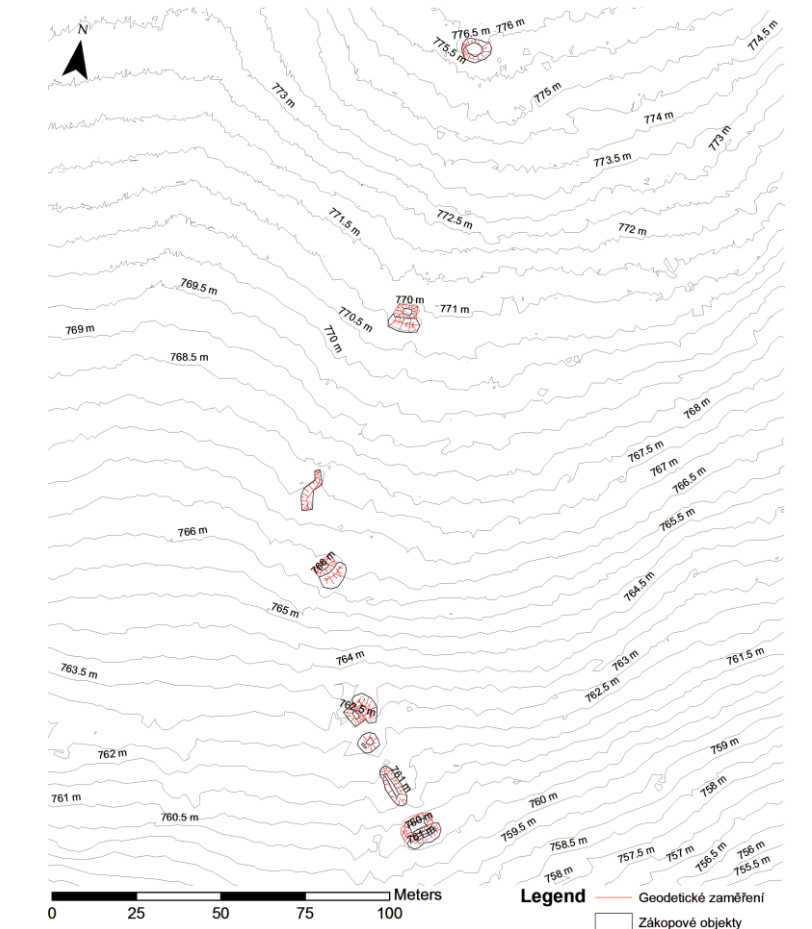 N
776.5 m
776 m
775.5 m
774.5 m
775 m
773 m
774 m
773 m
773.5 m
771.5 m
772.5 m
772 m
769.5 m
770 m
771 m
770.5 m
769 m
770 m
768.5 m
768 m
767.5 m
767 m
766.5 m
765.5 m
766 m
766 m
764.5 m
765 m
764 m
763 m
761.5 m
763.5 m
762.5 m
762.5 m
759 m
762 m
761 m
758 m
761 m
760 m
760.5 m
760 m
759.5 m
761 m
758.5 m
757.5 m
757 m
756.5 m
756 m
755.5 m
758 m
Meters
0 25 50 75 100
Legend
Geodetické zaměření
Zákopové objekty